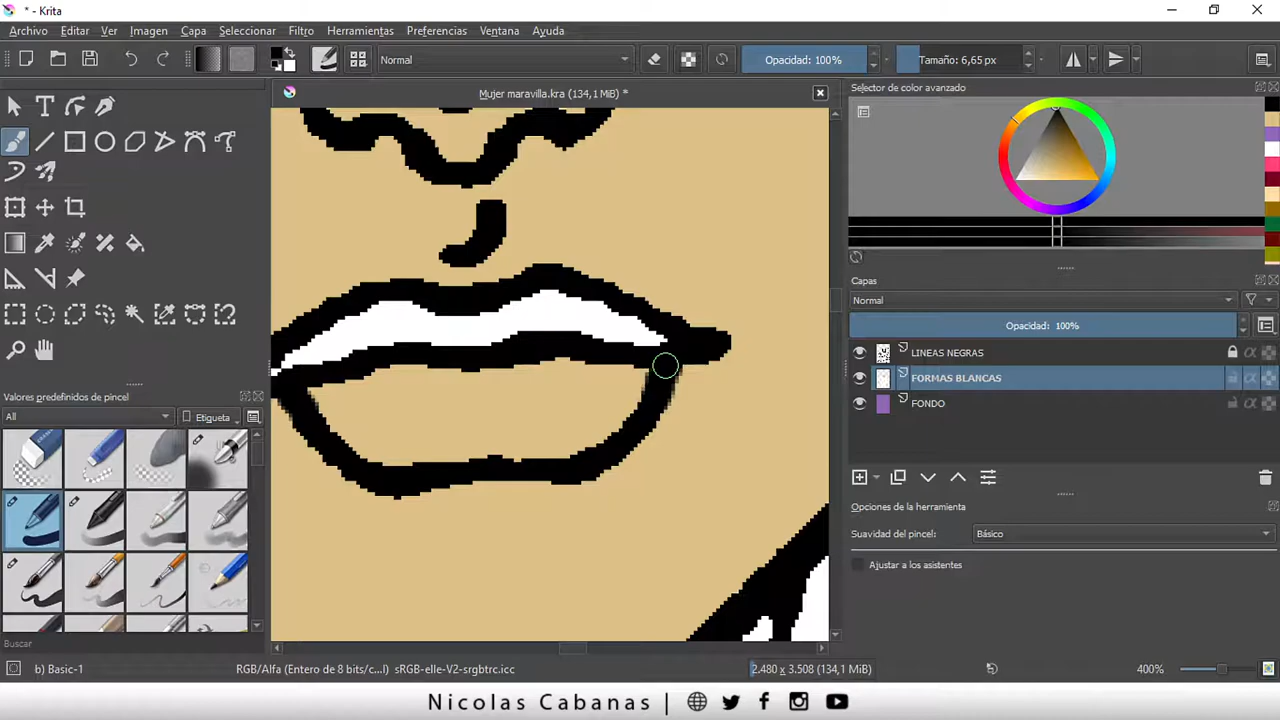 * - Krita
Archivo Editar Ver Imagen Capa Seleccionar Filtro Herramientas Preferencias Ventana Ayuda
Normal Opacidad: 100% Tamaño: 6,65 px
Mujer maravilla.kra (134,1 MiB) *
Selector de color avanzado
Capas
Normal
Opacidad: 100%
LINEAS NEGRAS
FORMAS BLANCAS
FONDO
Valores predefinidos de pincel
All Etiqueta
Opciones de la herramienta
Suavidad del pincel: Básico
Ajustar a los asistentes
Buscar
b) Basic-1 RGB/Alfa (Entero de 8 bits/c...l) sRGB-elle-V2-srgbtrc.icc 2.480 x 3.508 (134,1 MiB) 400%
Nicolas Cabanas |